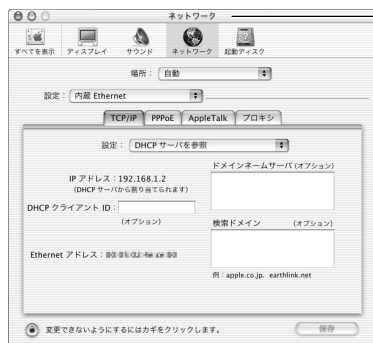 ネットワーク
すべてを表示 ディスプレイ サウンド ネットワーク 起動ディスク
場所： 自動
設定： 内蔵 Ethernet
TCP/IP PPPoE AppleTalk プロキシ
設定： DHCP サーバを参照
ドメインネームサーバ (オプション)
IP アドレス：192.168.1.2
(DHCP サーバから割り当てられます)
DHCP クライアント ID：
(オプション)
検索ドメイン (オプション)
Ethernet アドレス：
例：apple.co.jp、earthlink.net
変更できないようにするにはカギをクリックします。
保存